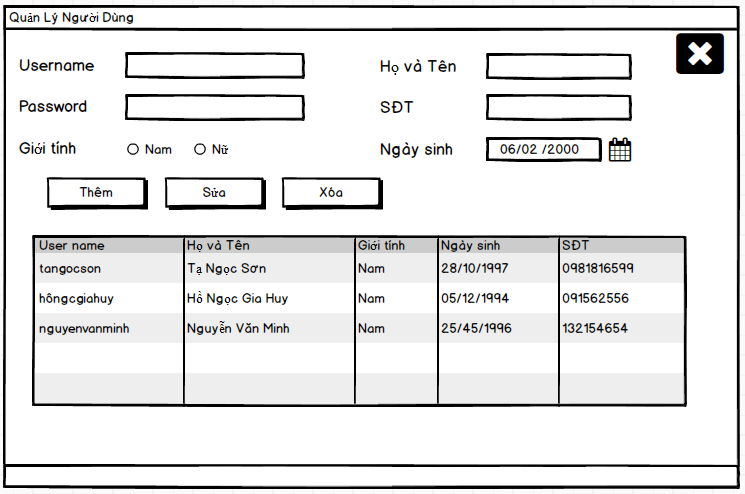 Quản Lý Người Dùng
Username Họ và Tên
Password SĐT
Giới tính Nam Nữ Ngày sinh 06/02 /2000
Thêm Sửa Xóa
User name Họ và Tên Giới tính Ngày sinh SĐT
tangocson Tạ Ngọc Sơn Nam 28/10/1997 0981816599
hôngcgiahuy Hồ Ngọc Gia Huy Nam 05/12/1994 091562556
nguyenvanminh Nguyễn Văn Minh Nam 25/45/1996 132154654